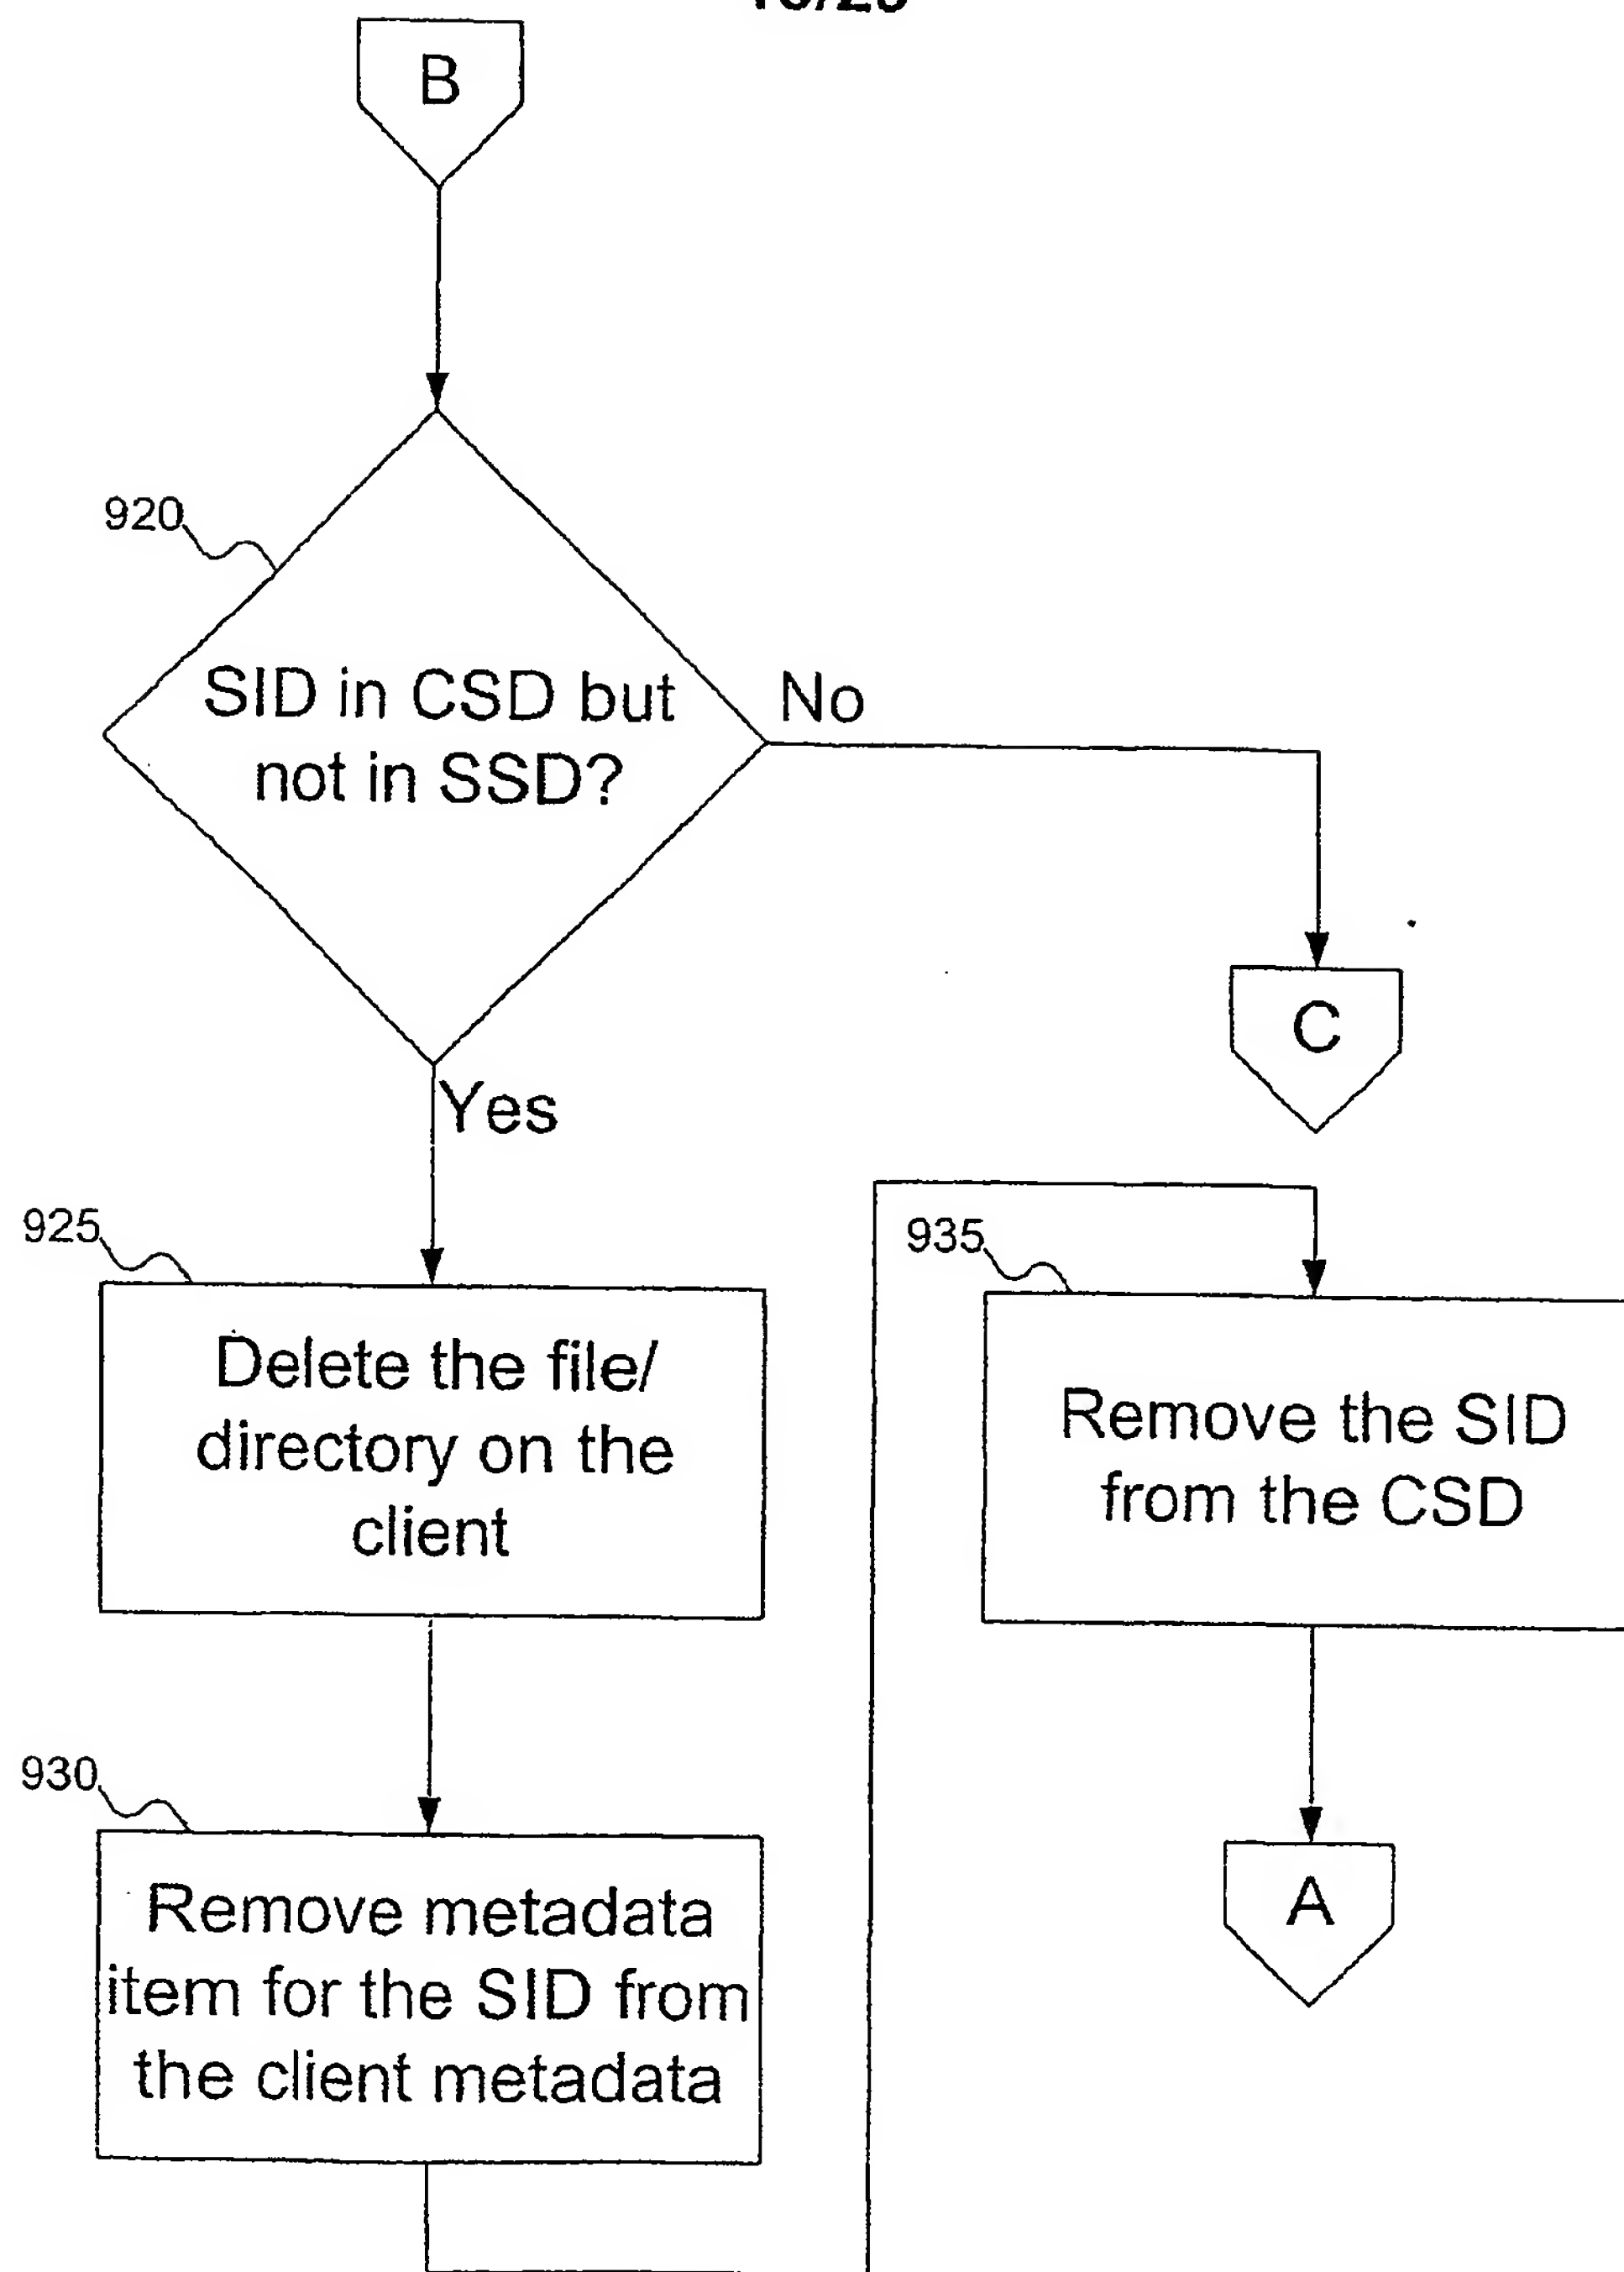 B
920
SID in CSD but
not in SSD?
No
C
Yes
925
Delete the file/
directory on the
client
935
Remove the SID
from the CSD
930
Remove metadata
item for the SID from
the client metadata
A